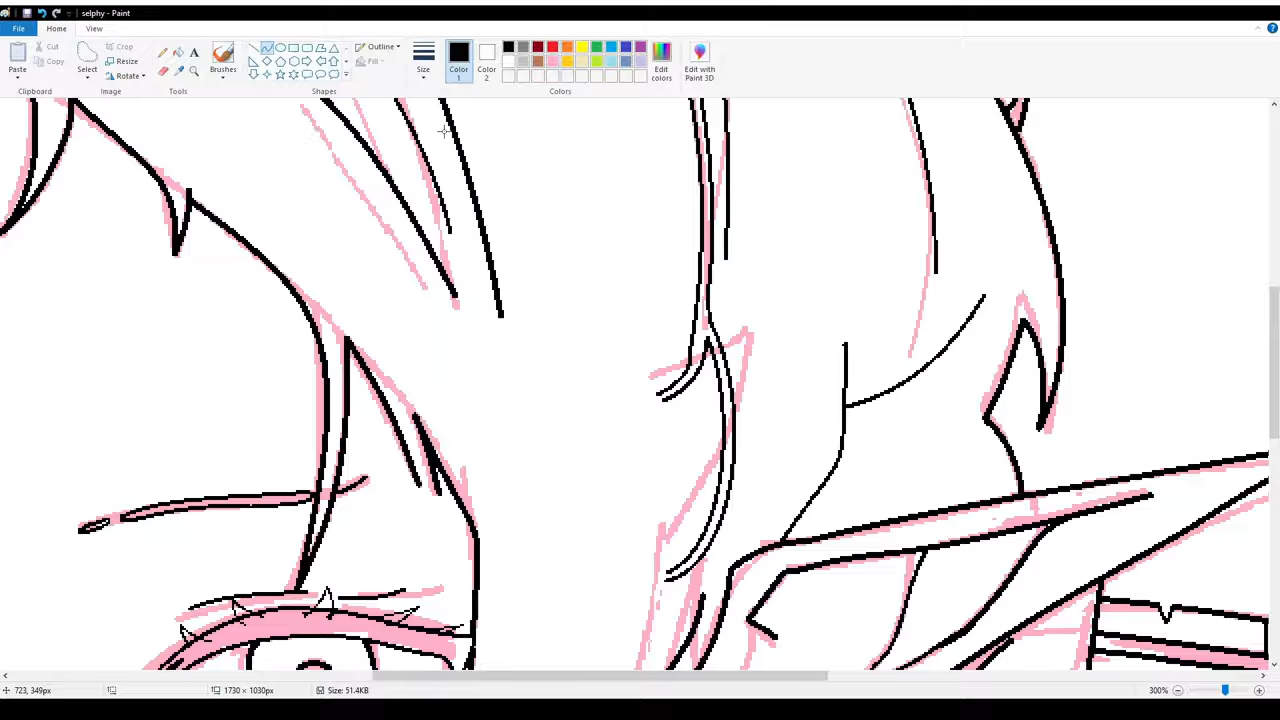 selphy - Paint
File Home View
Paste
Cut
Copy
Clipboard
Select
Crop
Resize
Rotate
Image
Tools
Brushes
Shapes
Outline
Fill
Size
Color 1
Color 2
Colors
Edit colors
Edit with Paint 3D
723, 349px
1730 × 1030px
Size: 51.4KB
300%